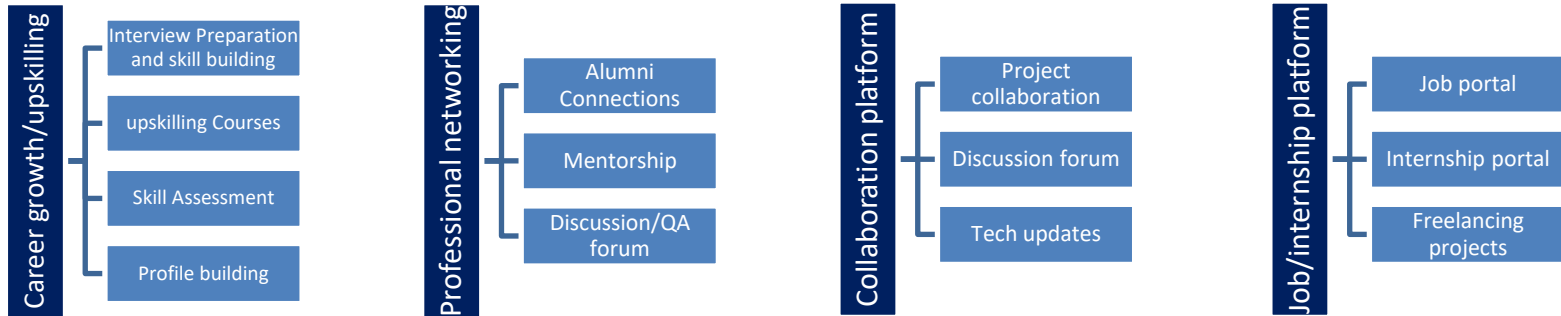 Career growth/upskilling
Interview Preparation
and skill building
upskilling Courses
Skill Assessment
Profile building
Professional networking
Alumni
Connections
Mentorship
Discussion/QA
forum
Collaboration platform
Project
collaboration
Discussion forum
Tech updates
Job/internship platform
Job portal
Internship portal
Freelancing
projects